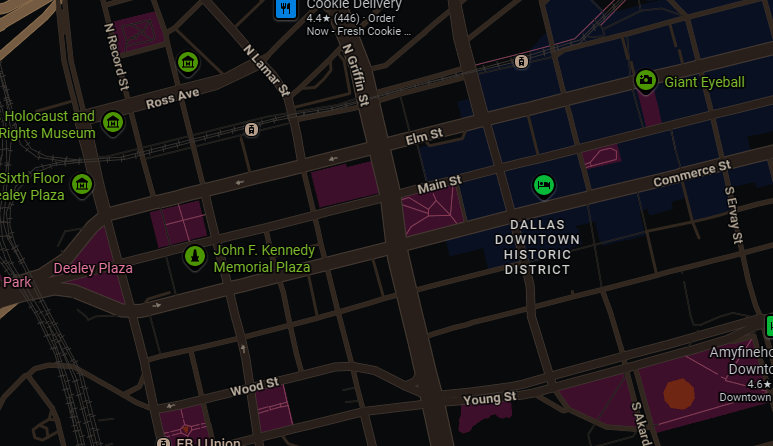 Cookie Delivery
4.4★ (446) · Order
Now - Fresh Cookie ...
N Record St
N Lamar St
N Griffin St
Giant Eyeball
Ross Ave
Holocaust and
Rights Museum
Elm St
Sixth Floor
ealey Plaza
Main St
Commerce St
S Ervay St
DALLAS
DOWNTOWN
HISTORIC
DISTRICT
John F. Kennedy
Memorial Plaza
Dealey Plaza
Park
Amyfineho
Downto
4.6★
Downtown
Wood St
Young St
S Akard
EBJ Union